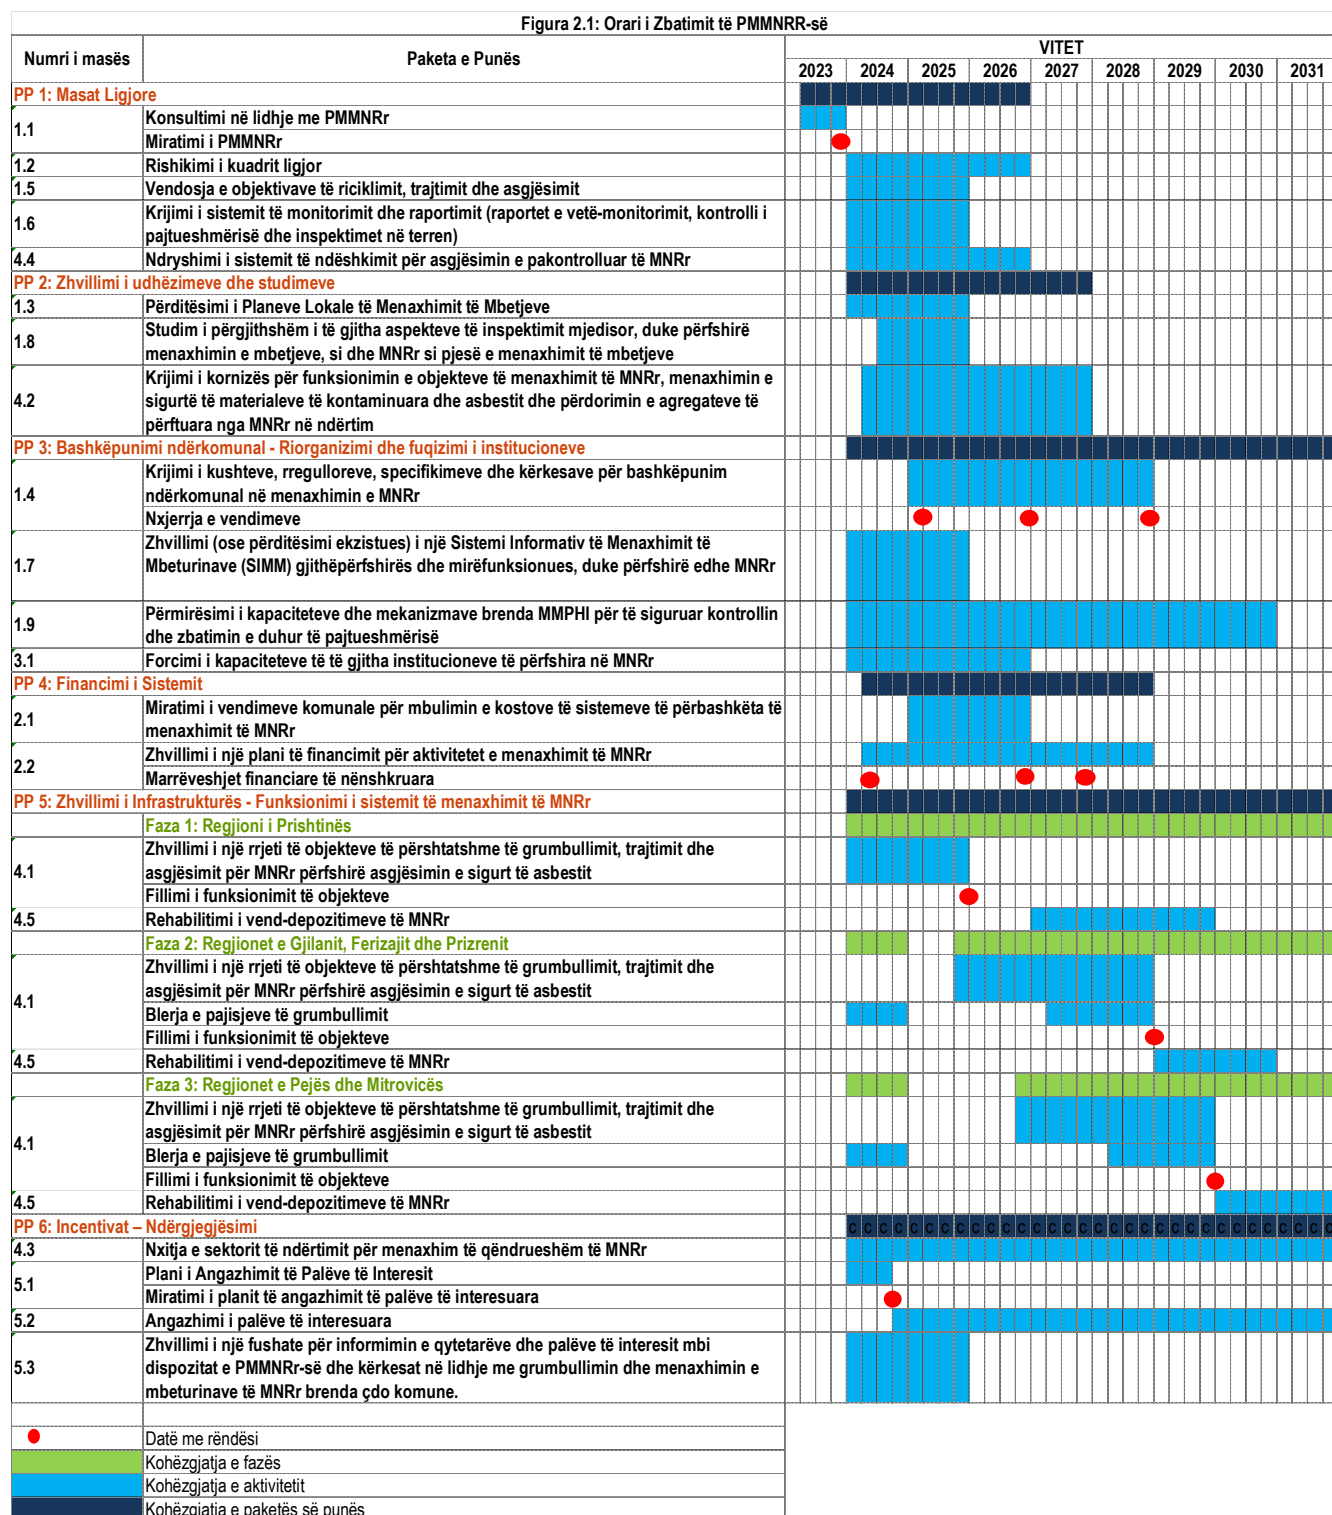 Figura 2.1: Orari i Zbatimit të PMMNRR-së
Numri i masës
Paketa e Punës
VITET
2023 2024 2025 2026 2027 2028 2029 2030 2031
PP 1: Masat Ligjore
1.1
Konsultimi në lidhje me PMMNRr
Miratimi i PMMNRr
1.2 Rishikimi i kuadrit ligjor
1.5 Vendosja e objektivave të riciklimit, trajtimit dhe asgjësimit
1.6
Krijimi i sistemit të monitorimit dhe raportimit (raportet e vetë-monitorimit, kontrolli i
pajtueshmërisë dhe inspektimet në terren)
4.4 Ndryshimi i sistemit të ndëshkimit për asgjësimin e pakontrolluar të MNRr
PP 2: Zhvillimi i udhëzimeve dhe studimeve
1.3 Përditësimi i Planeve Lokale të Menaxhimit të Mbetjeve
1.8
Studim i përgjithshëm i të gjitha aspekteve të inspektimit mjedisor, duke përfshirë
menaxhimin e mbetjeve, si dhe MNRr si pjesë e menaxhimit të mbetjeve
4.2
Krijimi i kornizës për funksionimin e objekteve të menaxhimit të MNRr, menaxhimin e
sigurtë të materialeve të kontaminuara dhe asbestit dhe përdorimin e agregateve të
përftuara nga MNRr në ndërtim
PP 3: Bashkëpunimi ndërkomunal - Riorganizimi dhe fuqizimi i institucioneve
1.4
Krijimi i kushteve, rregulloreve, specifikimeve dhe kërkesave për bashkëpunim
ndërkomunal në menaxhimin e MNRr
Nxjerrja e vendimeve
1.7
Zhvillimi (ose përditësimi ekzistues) i një Sistemi Informativ të Menaxhimit të
Mbeturinave (SIMM) gjithëpërfshirës dhe mirëfunksionues, duke përfshirë edhe MNRr
1.9
Përmirësimi i kapaciteteve dhe mekanizmave brenda MMPHI për të siguruar kontrollin
dhe zbatimin e duhur të pajtueshmërisë
3.1 Forcimi i kapaciteteve të të gjitha institucioneve të përfshira në MNRr
PP 4: Financimi i Sistemit
2.1
Miratimi i vendimeve komunale për mbulimin e kostove të sistemeve të përbashkëta të
menaxhimit të MNRr
2.2
Zhvillimi i një plani të financimit për aktivitetet e menaxhimit të MNRr
Marrëveshjet financiare të nënshkruara
PP 5: Zhvillimi i Infrastrukturës - Funksionimi i sistemit të menaxhimit të MNRr
Faza 1: Regjioni i Prishtinës
4.1
Zhvillimi i një rrjeti të objekteve të përshtatshme të grumbullimit, trajtimit dhe
asgjësimit për MNRr përfshirë asgjësimin e sigurt të asbestit
Fillimi i funksionimit të objekteve
4.5 Rehabilitimi i vend-depozitimeve të MNRr
Faza 2: Regjionet e Gjilanit, Ferizajit dhe Prizrenit
4.1
Zhvillimi i një rrjeti të objekteve të përshtatshme të grumbullimit, trajtimit dhe
asgjësimit për MNRr përfshirë asgjësimin e sigurt të asbestit
Blerja e pajisjeve të grumbullimit
Fillimi i funksionimit të objekteve
4.5 Rehabilitimi i vend-depozitimeve të MNRr
Faza 3: Regjionet e Pejës dhe Mitrovicës
4.1
Zhvillimi i një rrjeti të objekteve të përshtatshme të grumbullimit, trajtimit dhe
asgjësimit për MNRr përfshirë asgjësimin e sigurt të asbestit
Blerja e pajisjeve të grumbullimit
Fillimi i funksionimit të objekteve
4.5 Rehabilitimi i vend-depozitimeve të MNRr
PP 6: Incentivat – Ndërgjegjësimi c c c c c c c c c c c c c c c c c c c c c c c c c c c c c c c c
4.3 Nxitja e sektorit të ndërtimit për menaxhim të qëndrueshëm të MNRr
5.1
Plani i Angazhimit të Palëve të Interesit
Miratimi i planit të angazhimit të palëve të interesuara
5.2 Angazhimi i palëve të interesuara
5.3
Zhvillimi i një fushate për informimin e qytetarëve dhe palëve të interesit mbi
dispozitat e PMMNRr-së dhe kërkesat në lidhje me grumbullimin dhe menaxhimin e
mbeturinave të MNRr brenda çdo komune.
Datë me rëndësi
Kohëzgjatja e fazës
Kohëzgjatja e aktivitetit
Kohëzgjatja e paketës së punës